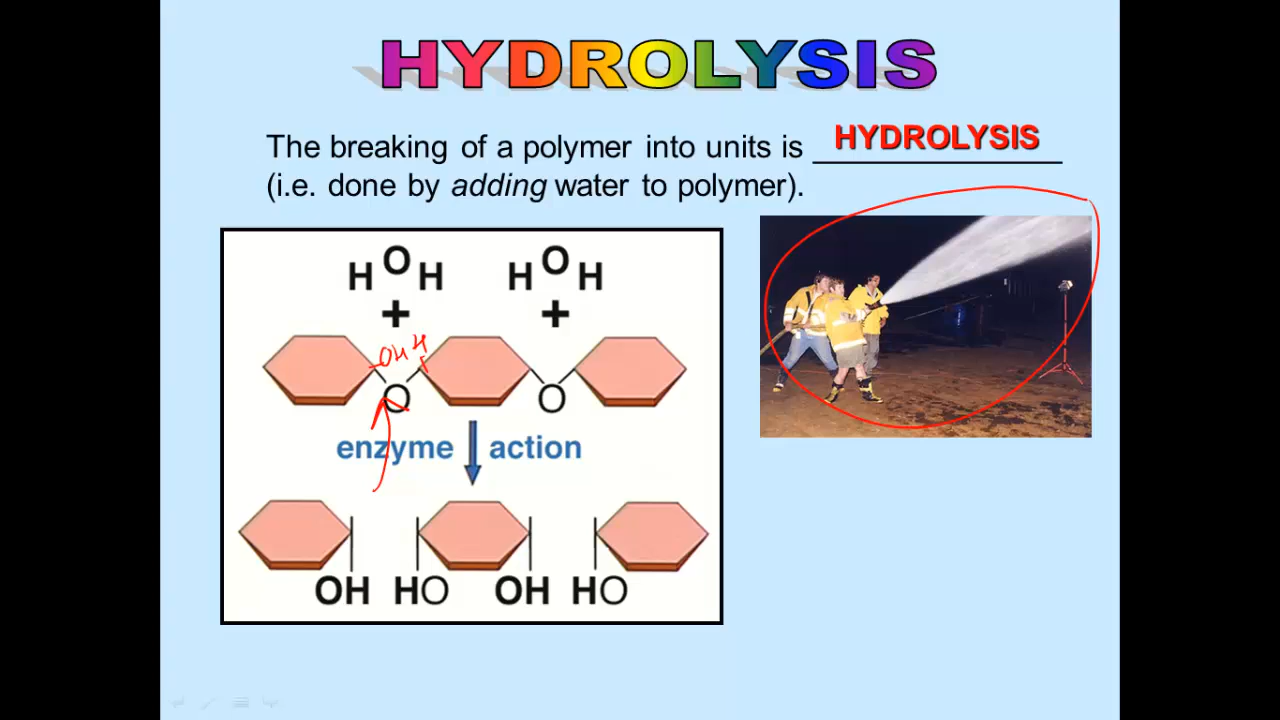 HYDROLYSIS
The breaking of a polymer into units is HYDROLYSIS
(i.e. done by adding water to polymer).
H O H H O H
+ +
OH H
O O
enzyme action
OH HO OH HO